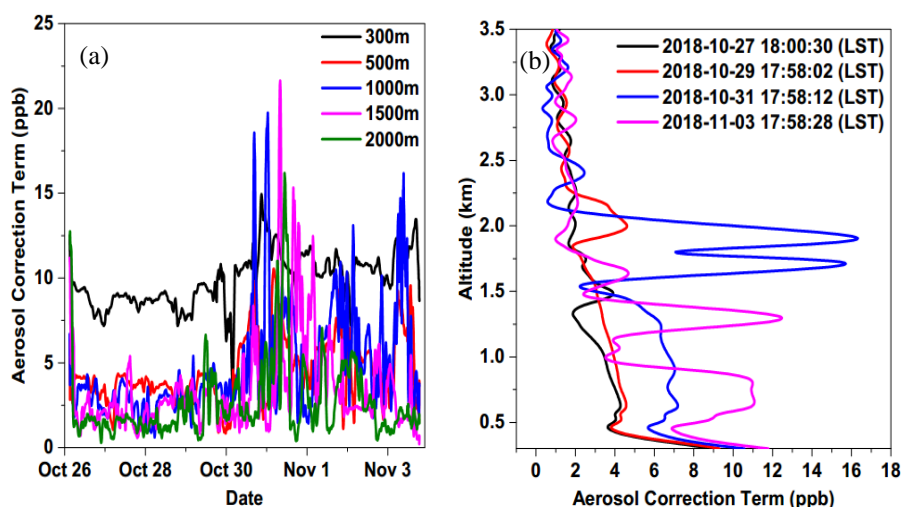 (a)
300m
500m
1000m
1500m
2000m
25
20
15
10
5
0
Aerosol Correction Term (ppb)
Oct 26 Oct 28 Oct 30 Nov 1 Nov 3
Date
(b)
2018-10-27 18:00:30 (LST)
2018-10-29 17:58:02 (LST)
2018-10-31 17:58:12 (LST)
2018-11-03 17:58:28 (LST)
3.5
3.0
2.5
2.0
1.5
1.0
0.5
Altitude (km)
0 2 4 6 8 10 12 14 16 18
Aerosol Correction Term (ppb)